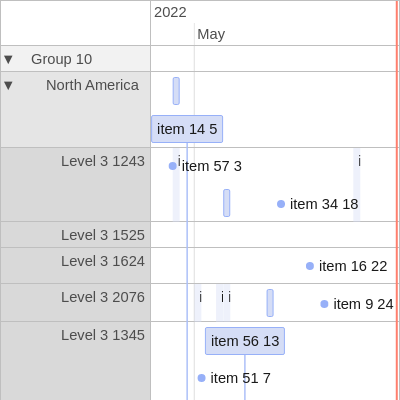 2022
May
▼ Group 10
▼ North America
item 14 5
Level 3 1243
i
item 57 3
i
item 34 18
Level 3 1525
Level 3 1624
item 16 22
Level 3 2076
i
i i
item 9 24
Level 3 1345
item 56 13
item 51 7